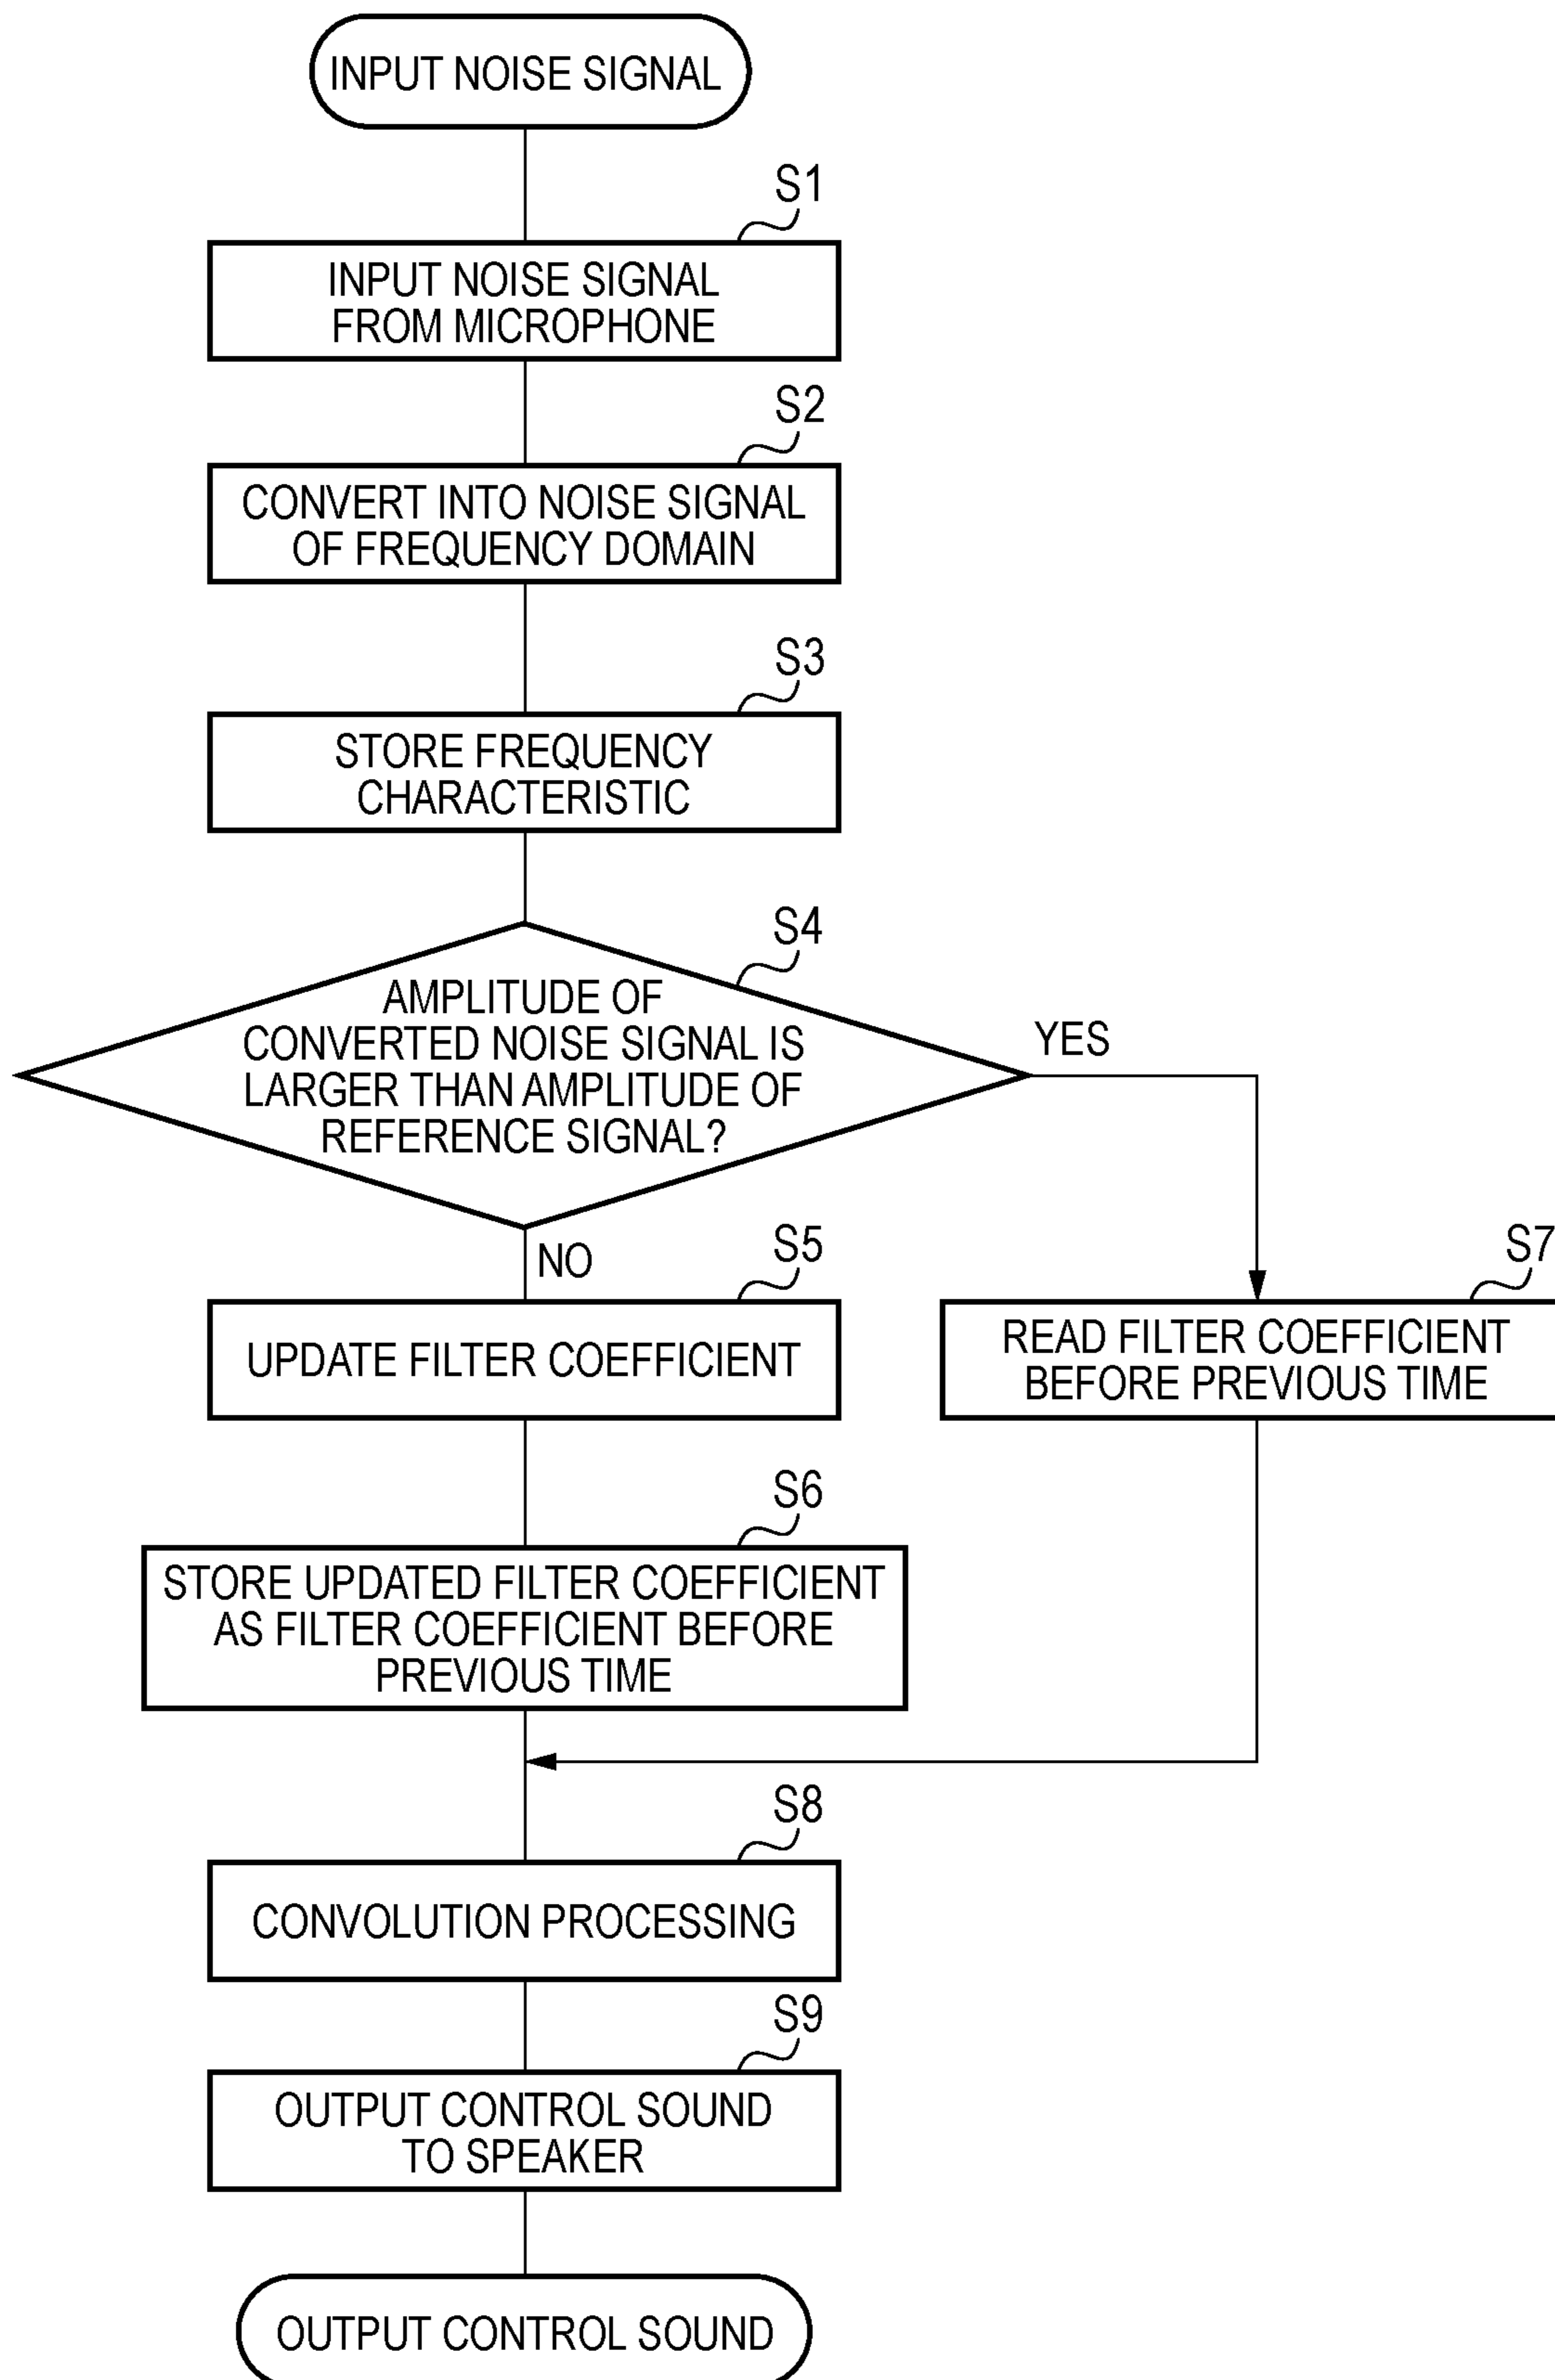 INPUT NOISE SIGNAL
S1
INPUT NOISE SIGNAL
FROM MICROPHONE
S2
CONVERT INTO NOISE SIGNAL
OF FREQUENCY DOMAIN
S3
STORE FREQUENCY
CHARACTERISTIC
S4
AMPLITUDE OF
CONVERTED NOISE SIGNAL IS
LARGER THAN AMPLITUDE OF
REFERENCE SIGNAL?
YES
NO
S5
UPDATE FILTER COEFFICIENT
S7
READ FILTER COEFFICIENT
BEFORE PREVIOUS TIME
S6
STORE UPDATED FILTER COEFFICIENT
AS FILTER COEFFICIENT BEFORE
PREVIOUS TIME
S8
CONVOLUTION PROCESSING
S9
OUTPUT CONTROL SOUND
TO SPEAKER
OUTPUT CONTROL SOUND